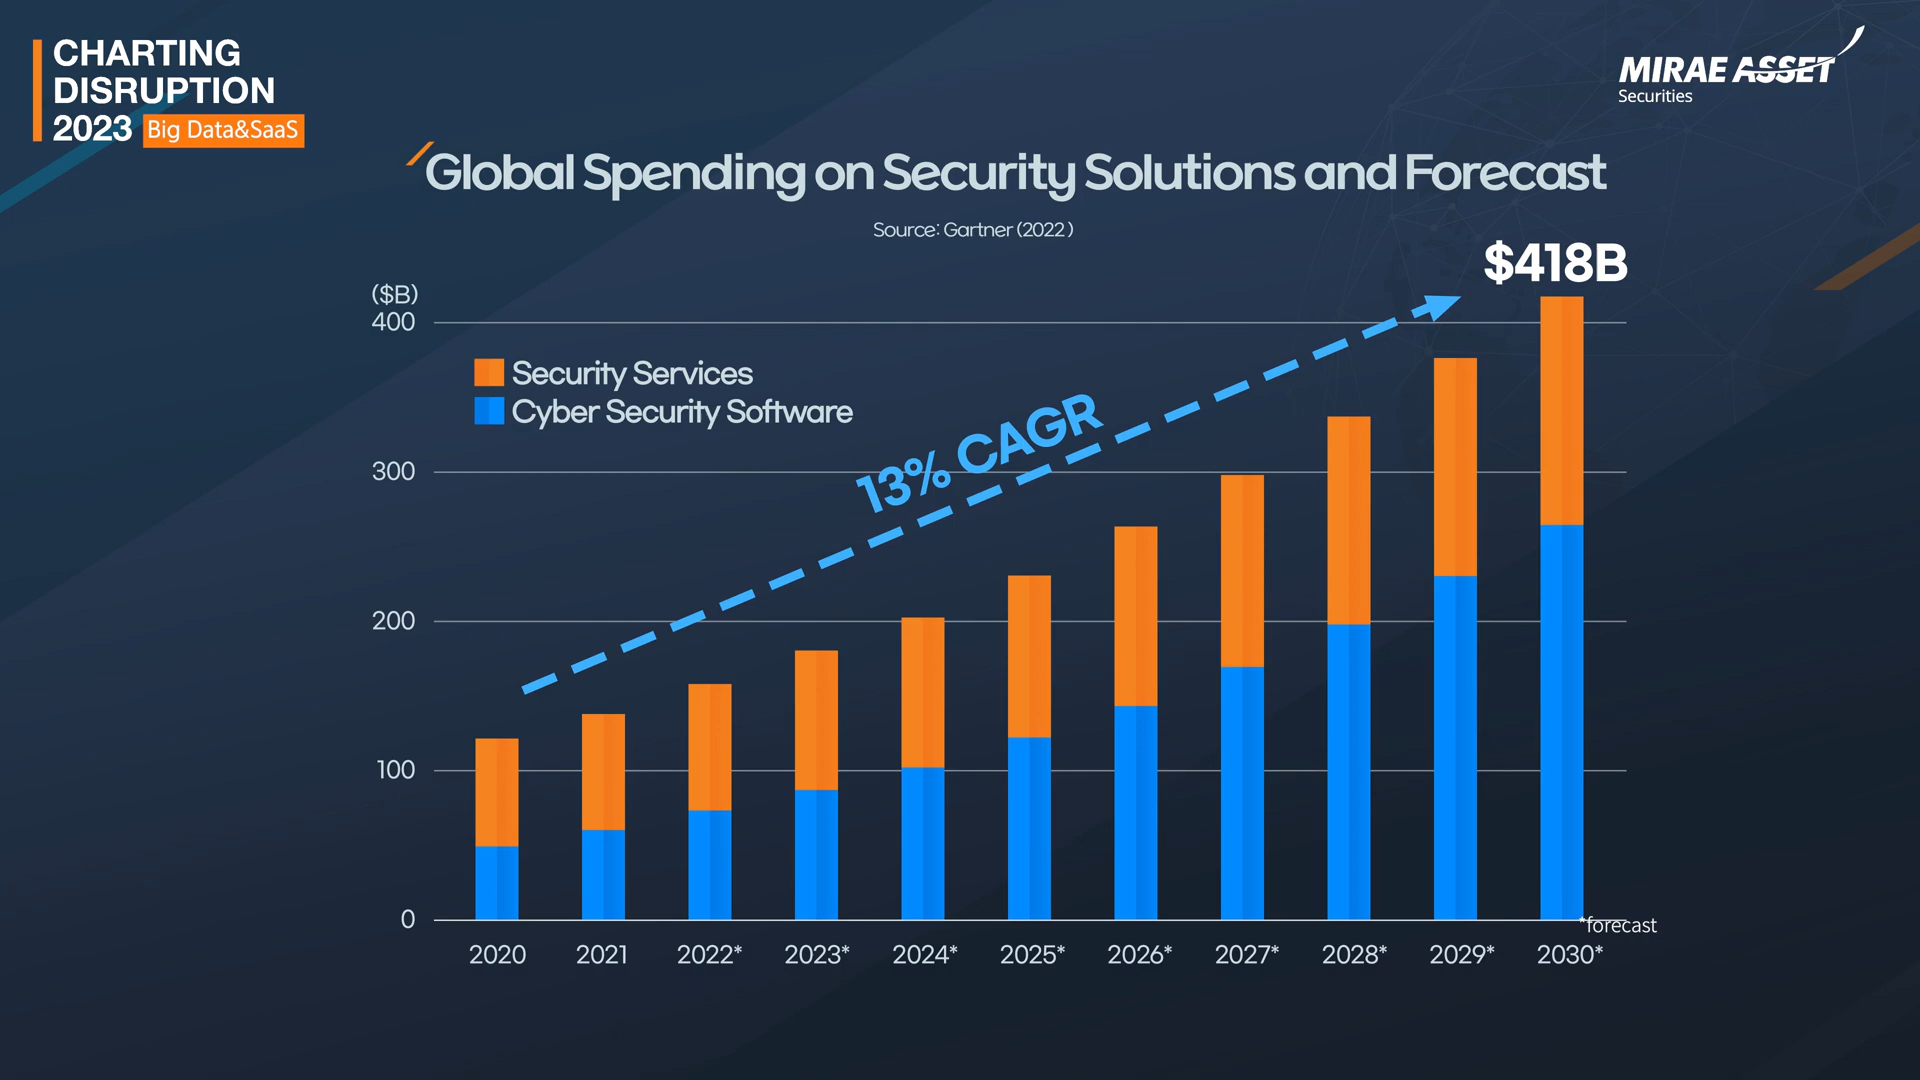 CHARTING
DISRUPTION
2023 Big Data&SaaS
MIRAE ASSET
Securities
Global Spending on Security Solutions and Forecast
Source: Gartner (2022)
$418B
($B)
400
Security Services
Cyber Security Software
13% CAGR
300
200
100
0
*forecast
2020 2021 2022* 2023* 2024* 2025* 2026* 2027* 2028* 2029* 2030*